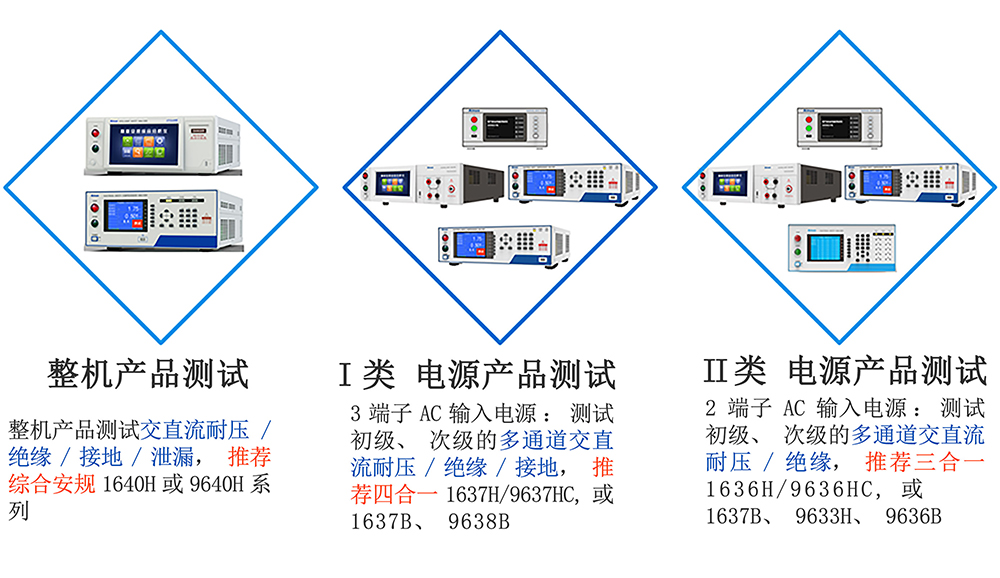 整机产品测试
整机产品测试交直流耐压 /
绝缘 / 接地 / 泄漏， 推荐
综合安规 1640H 或 9640H 系
列
I 类 电源产品测试
3 端子 AC 输入电源： 测试
初级、 次级的多通道交直
流耐压 / 绝缘 / 接地， 推
荐四合一 1637H/9637HC, 或
1637B、 9638B
II 类 电源产品测试
2 端子 AC 输入电源： 测试
初级、 次级的多通道交直流
耐压 / 绝缘， 推荐三合一
1636H/9636HC, 或
1637B、 9633H、 9636B